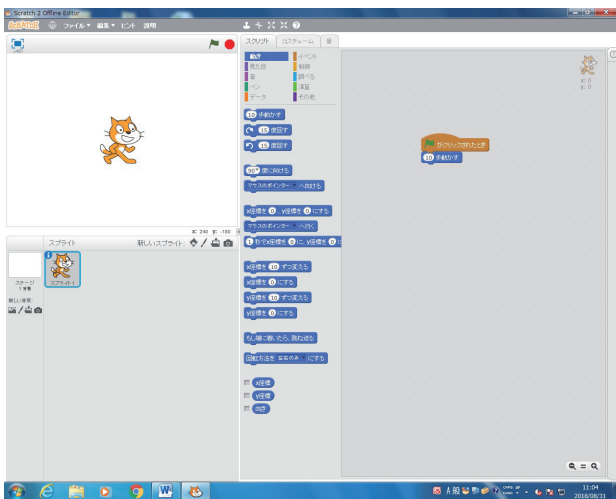 Scratch 2 Offline Editor
SCRATCH ファイル▼ 編集▼ ヒント 説明
v461
スクリプト コスチューム 音
動き イベント
見た目 制御
音 調べる
ペン 演算
データ その他
x: 0
y: 0
10 歩動かす
15 度回す
15 度回す
90▼ 度に向ける
マウスのポインター▼ へ向ける
x座標を 0 、y座標を 0 にする
マウスのポインター▼ へ行く
1 秒でx座標を 0 に、y座標を 0 に
x座標を 10 ずつ変える
x座標を 0 にする
y座標を 10 ずつ変える
y座標を 0 にする
もし端に着いたら、跳ね返る
回転方法を 左右のみ▼ にする
x座標
y座標
向き
がクリックされたとき
10 歩動かす
x: 240 y: -180
スプライト 新しいスプライト:
ステージ
1 背景
新しい背景:
スプライト1
A 般
CAPS
KANA
11:04
2018/08/31